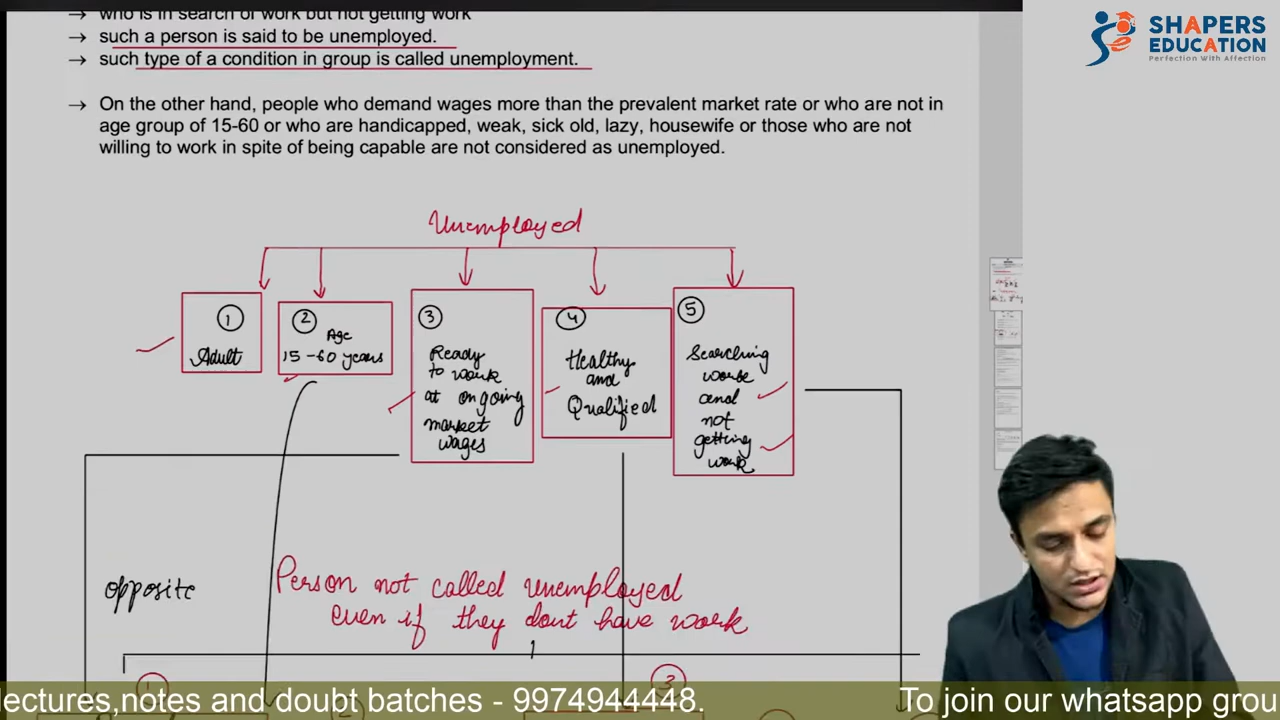 → who is in search of work but not getting work
SHAPERS
EDUCATION
Perfection With Affection
→ such a person is said to be unemployed.
→ such type of a condition in group is called unemployment.
→ On the other hand, people who demand wages more than the prevalent market rate or who are not in
age group of 15-60 or who are handicapped, weak, sick old, lazy, housewife or those who are not
willing to work in spite of being capable are not considered as unemployed.
Unemployed
1
Adult
2
Age
15-60 years
3
Ready
to work
at ongoing
market
wages
4
Healthy
and
Qualified
5
Searching
work
and
not
getting
work
opposite
Person not called unemployed
even if they dont have work
1
2
3
lectures,notes and doubt batches - 9974944448.
To join our whatsapp grou